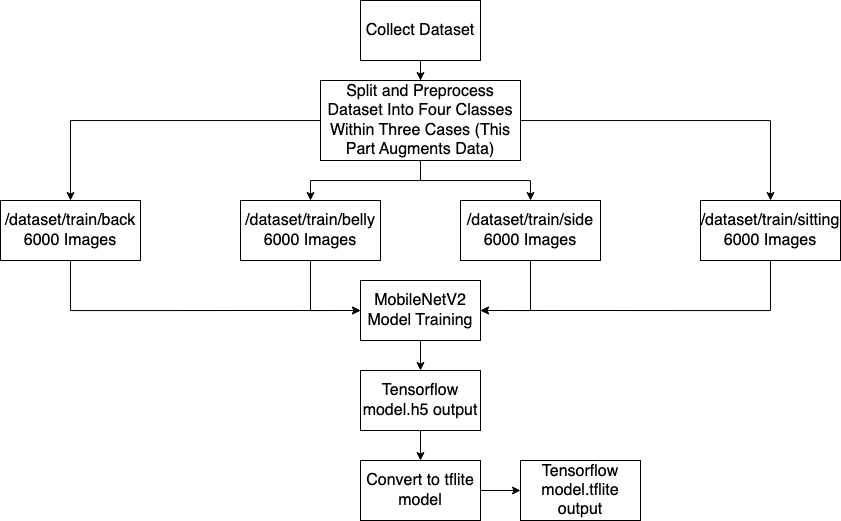 Collect Dataset
Split and Preprocess
Dataset Into Four Classes
Within Three Cases (This
Part Augments Data)
/dataset/train/back
6000 Images
/dataset/train/belly
6000 Images
/dataset/train/side
6000 Images
/dataset/train/sitting
6000 Images
MobileNetV2
Model Training
Tensorflow
model.h5 output
Convert to tflite
model
Tensorflow
model.tflite
output